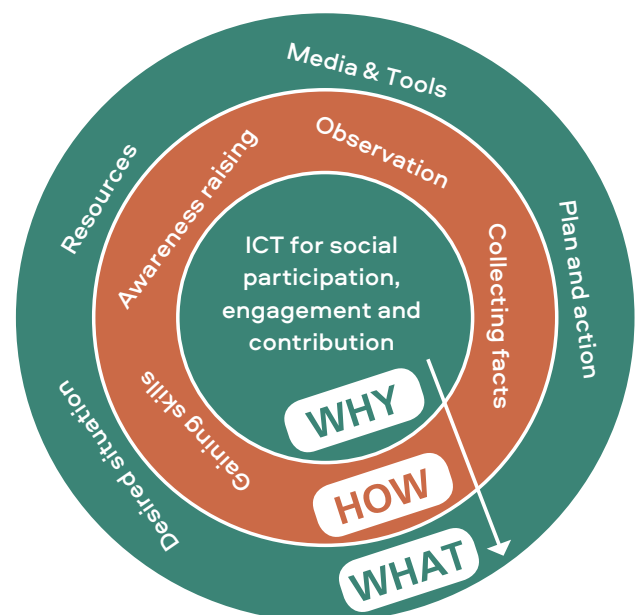 Media & Tools
Observation
Awareness raising
Resources
Plan and action
Collecting facts
ICT for social
participation,
engagement and
contribution
Gaining skills
Desired situation
WHY
HOW
WHAT